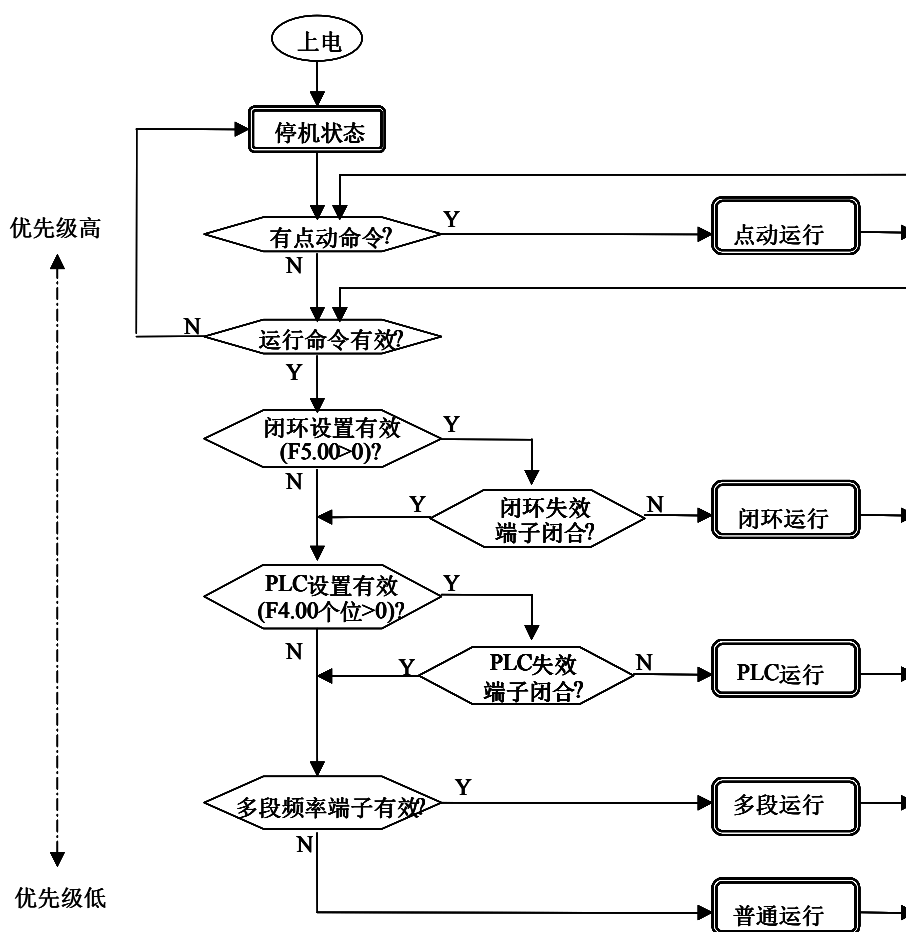 上电
停机状态
优先级高
有点动命令?
Y
点动运行
N
N
运行命令有效?
Y
闭环设置有效
(F5.00>0)?
Y
N
Y
闭环失效
端子闭合?
N
闭环运行
PLC设置有效
(F4.00个位>0)?
Y
N
Y
PLC失效
端子闭合?
N
PLC运行
多段频率端子有效?
Y
多段运行
N
优先级低
普通运行